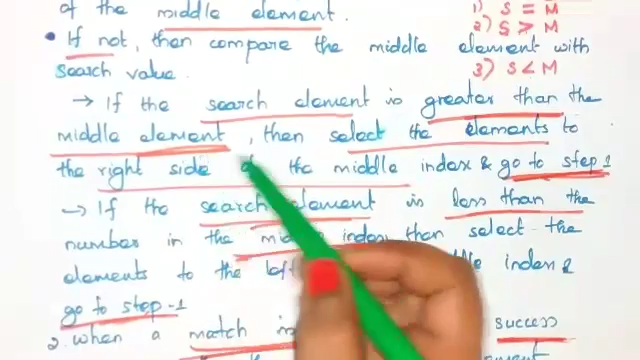 of the middle element.
1) S = M
• If not, then compare the middle element with
2) S > M
search value.
3) S < M
→ If the search element is greater than the
middle element, then select the elements to
the right side the middle index & go to step 1
→ If the search element is less than the
number in the middle index than select the
elements to the left index &
go to step-1
2. when a match success